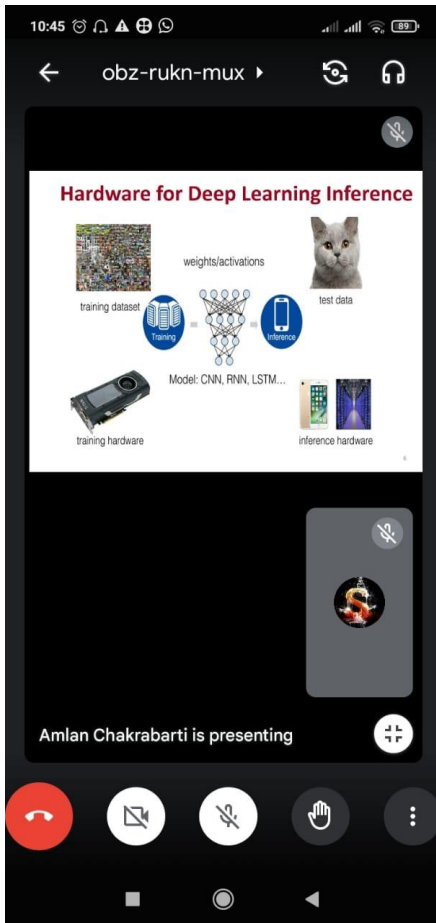 10:45
89
obz-rukn-mux
Hardware for Deep Learning Inference
weights/activations
training dataset
test data
Training
Inference
Model: CNN, RNN, LSTM...
training hardware
inference hardware
6
S
Amlan Chakrabarti is presenting